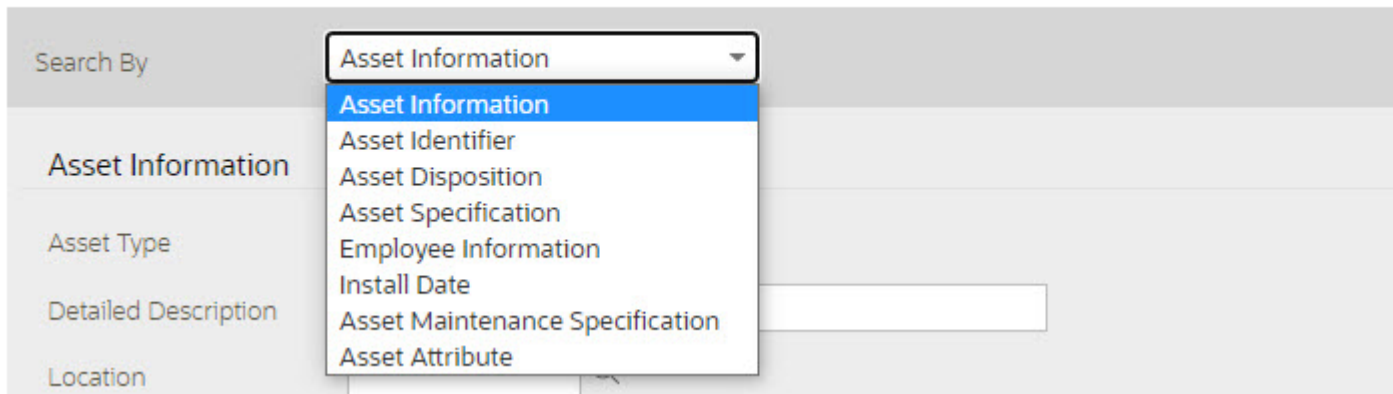 Search By
Asset Information
Asset Information
Asset Identifier
Asset Disposition
Asset Specification
Employee Information
Install Date
Asset Maintenance Specification
Asset Attribute
Asset Information
Asset Type
Detailed Description
Location